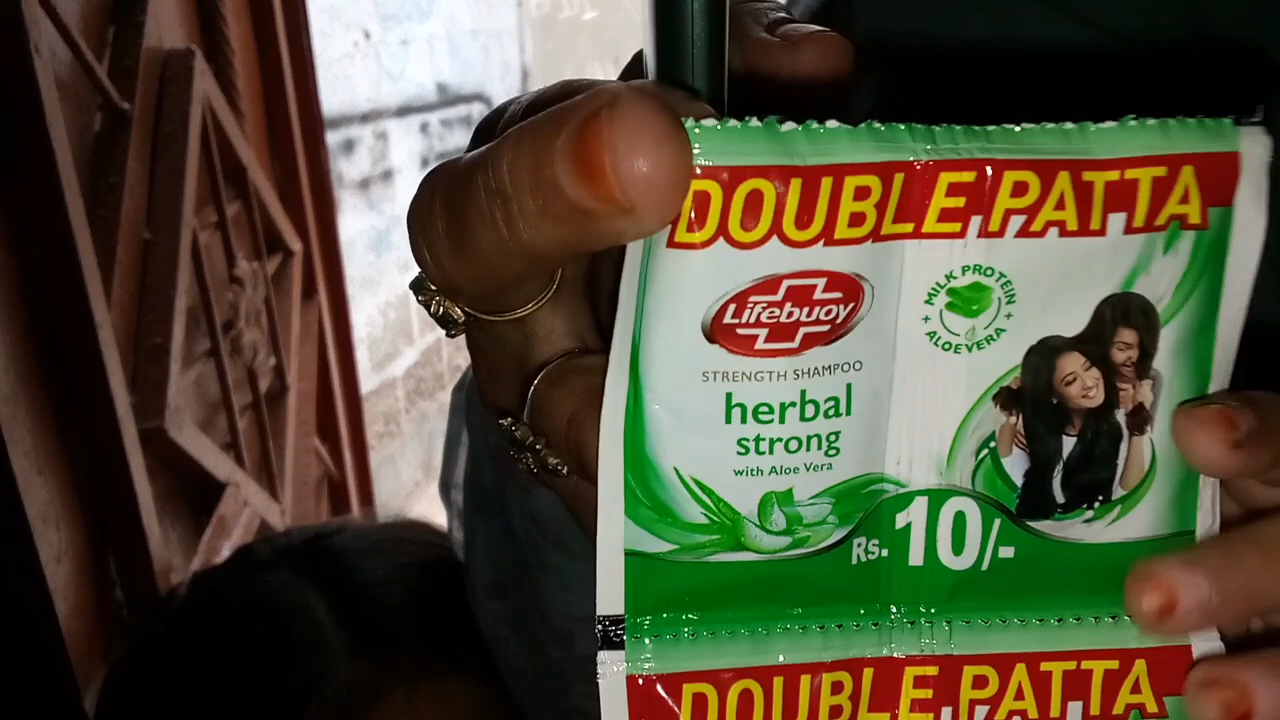 DOUBLE PATTA
Lifebuoy
STRENGTH SHAMPOO
herbal
strong
with Aloe Vera
MILK PROTEIN
+ ALOEVERA +
Rs. 10/-
DOUBLE PATTA